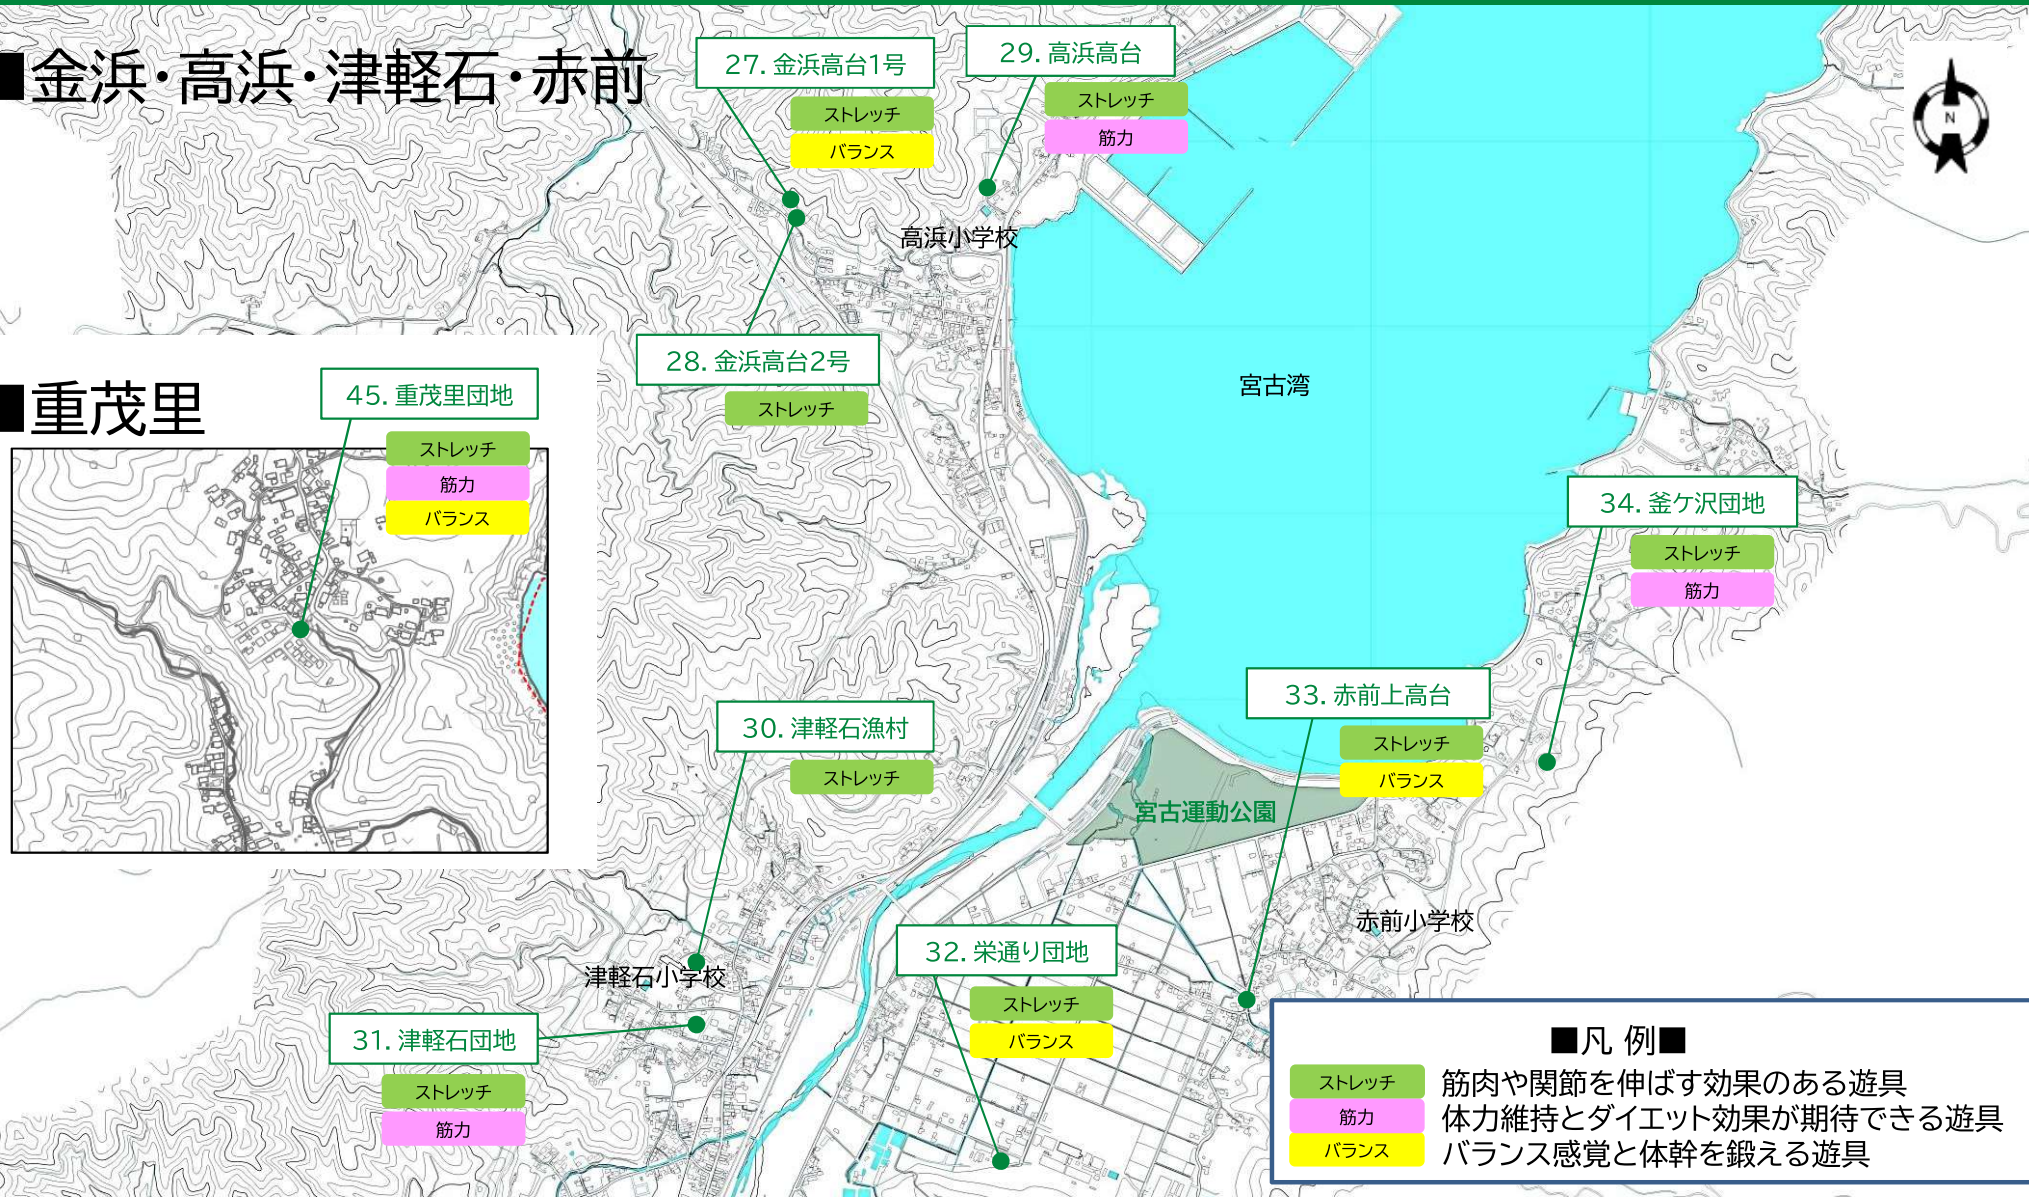 ■金浜・高浜・津軽石・赤前
27. 金浜高台1号
ストレッチ
バランス
29. 高浜高台
ストレッチ
筋力
N
高浜小学校
28. 金浜高台2号
ストレッチ
宮古湾
■重茂里
45. 重茂里団地
ストレッチ
筋力
バランス
34. 釜ケ沢団地
ストレッチ
筋力
33. 赤前上高台
ストレッチ
バランス
30. 津軽石漁村
ストレッチ
宮古運動公園
赤前小学校
32. 栄通り団地
ストレッチ
バランス
津軽石小学校
31. 津軽石団地
ストレッチ
筋力
■凡 例■
ストレッチ 筋肉や関節を伸ばす効果のある遊具
筋力 体力維持とダイエット効果が期待できる遊具
バランス バランス感覚と体幹を鍛える遊具